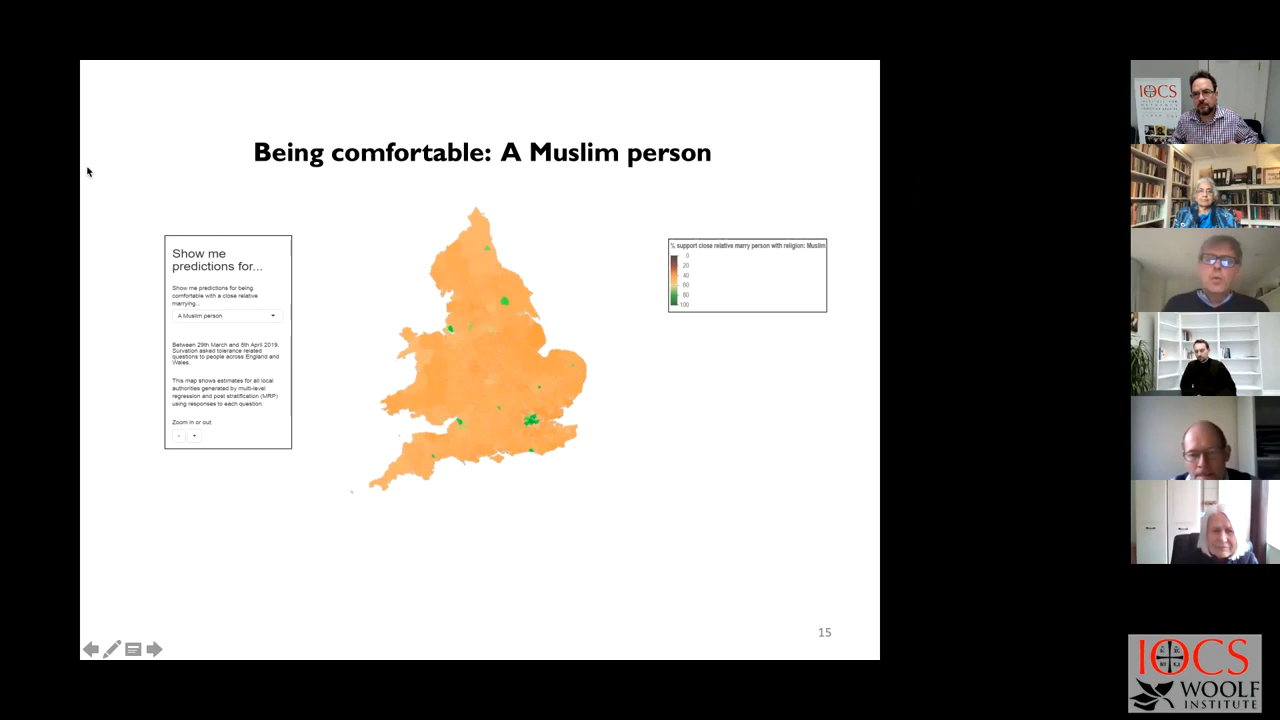 Being comfortable: A Muslim person
Show me
predictions for...
Show me predictions for being
comfortable with a close relative
marrying...
A Muslim person
Between 29th March and 5th April 2019,
Survation asked tolerance related
questions to people across England and
Wales.
This map shows estimates for all local
authorities generated by multi-level
regression and post stratification (MRP)
using responses to each question.
Zoom in or out:
- +
% support close relative marry person with religion: Muslim
0
20
40
60
80
100
15
IOCS
IOCS
WOOLF
INSTITUTE